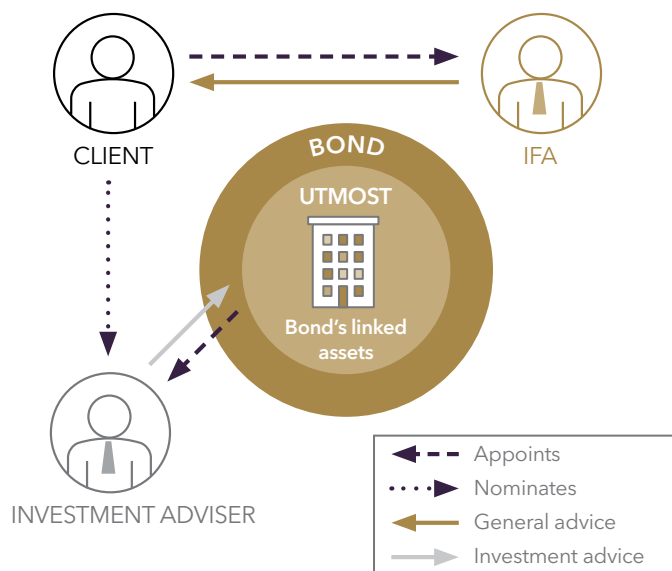 CLIENT
IFA
BOND
UTMOST
Bond's linked
assets
INVESTMENT ADVISER
Appoints
Nominates
General advice
Investment advice